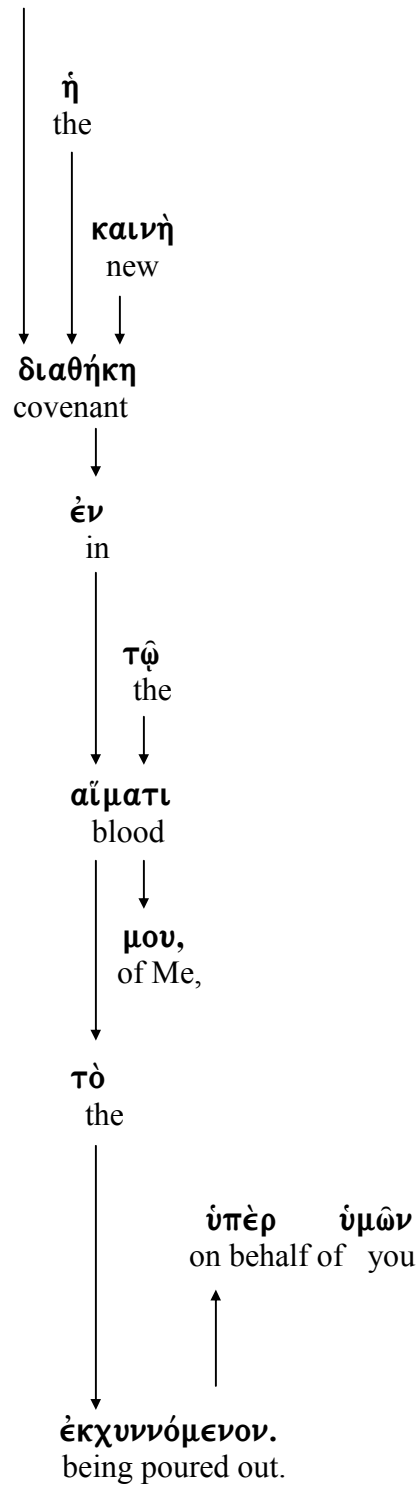 ἡ
the
καινὴ
new
διαθήκη
covenant
ἐν
in
τῷ
the
αἵματι
blood
μου,
of Me,
τὸ
the
ὑπὲρ ὑμῶν
on behalf of you
ἐκχυννόμενον.
being poured out.